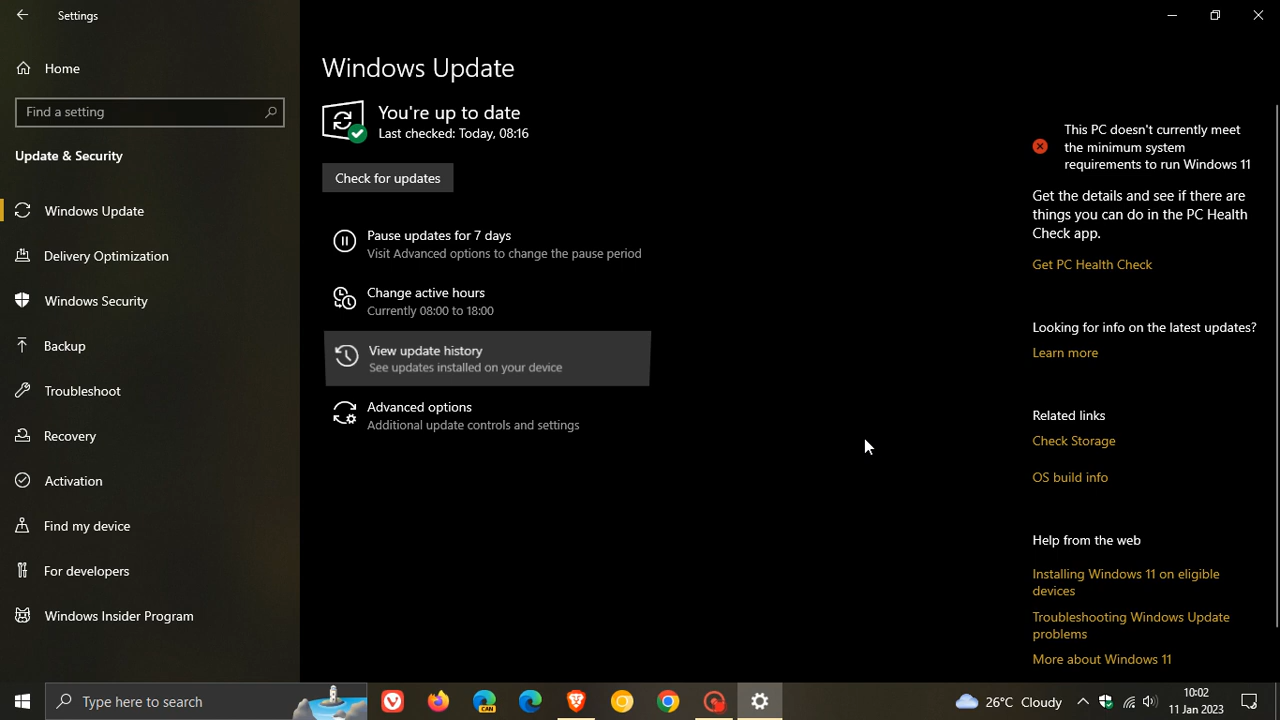 Settings
Home
Find a setting
Update & Security
Windows Update
Delivery Optimization
Windows Security
Backup
Troubleshoot
Recovery
Activation
Find my device
For developers
Windows Insider Program
Windows Update
You're up to date
Last checked: Today, 08:16
Check for updates
Pause updates for 7 days
Visit Advanced options to change the pause period
Change active hours
Currently 08:00 to 18:00
View update history
See updates installed on your device
Advanced options
Additional update controls and settings
This PC doesn't currently meet
the minimum system
requirements to run Windows 11
Get the details and see if there are
things you can do in the PC Health
Check app.
Get PC Health Check
Looking for info on the latest updates?
Learn more
Related links
Check Storage
OS build info
Help from the web
Installing Windows 11 on eligible
devices
Troubleshooting Windows Update
problems
More about Windows 11
Type here to search
CAN
26°C Cloudy
10:02
11 Jan 2023